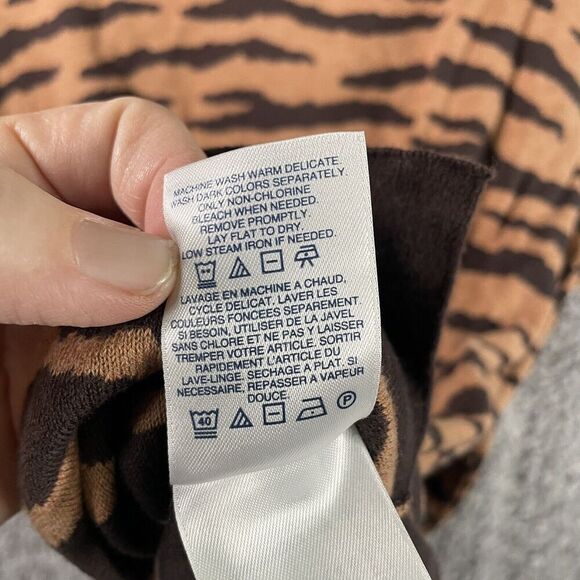 MACHINE WASH WARM DELICATE.
WASH DARK COLORS SEPARATELY.
ONLY NON-CHLORINE
BLEACH WHEN NEEDED.
REMOVE PROMPTLY.
LAY FLAT TO DRY.
LOW STEAM IRON IF NEEDED.
LAVAGE EN MACHINE A CHAUD,
CYCLE DELICAT. LAVER LES
COULEURS FONCEES SEPAREMENT.
SI BESOIN, UTILISER DE LA JAVEL
SANS CHLORE ET NE PAS Y LAISSER
TREMPER VOTRE ARTICLE. SORTIR
RAPIDEMENT L'ARTICLE DU
LAVE-LINGE. SECHAGE A PLAT. SI
NECESSAIRE, REPASSER A VAPEUR
DOUCE.
40 P